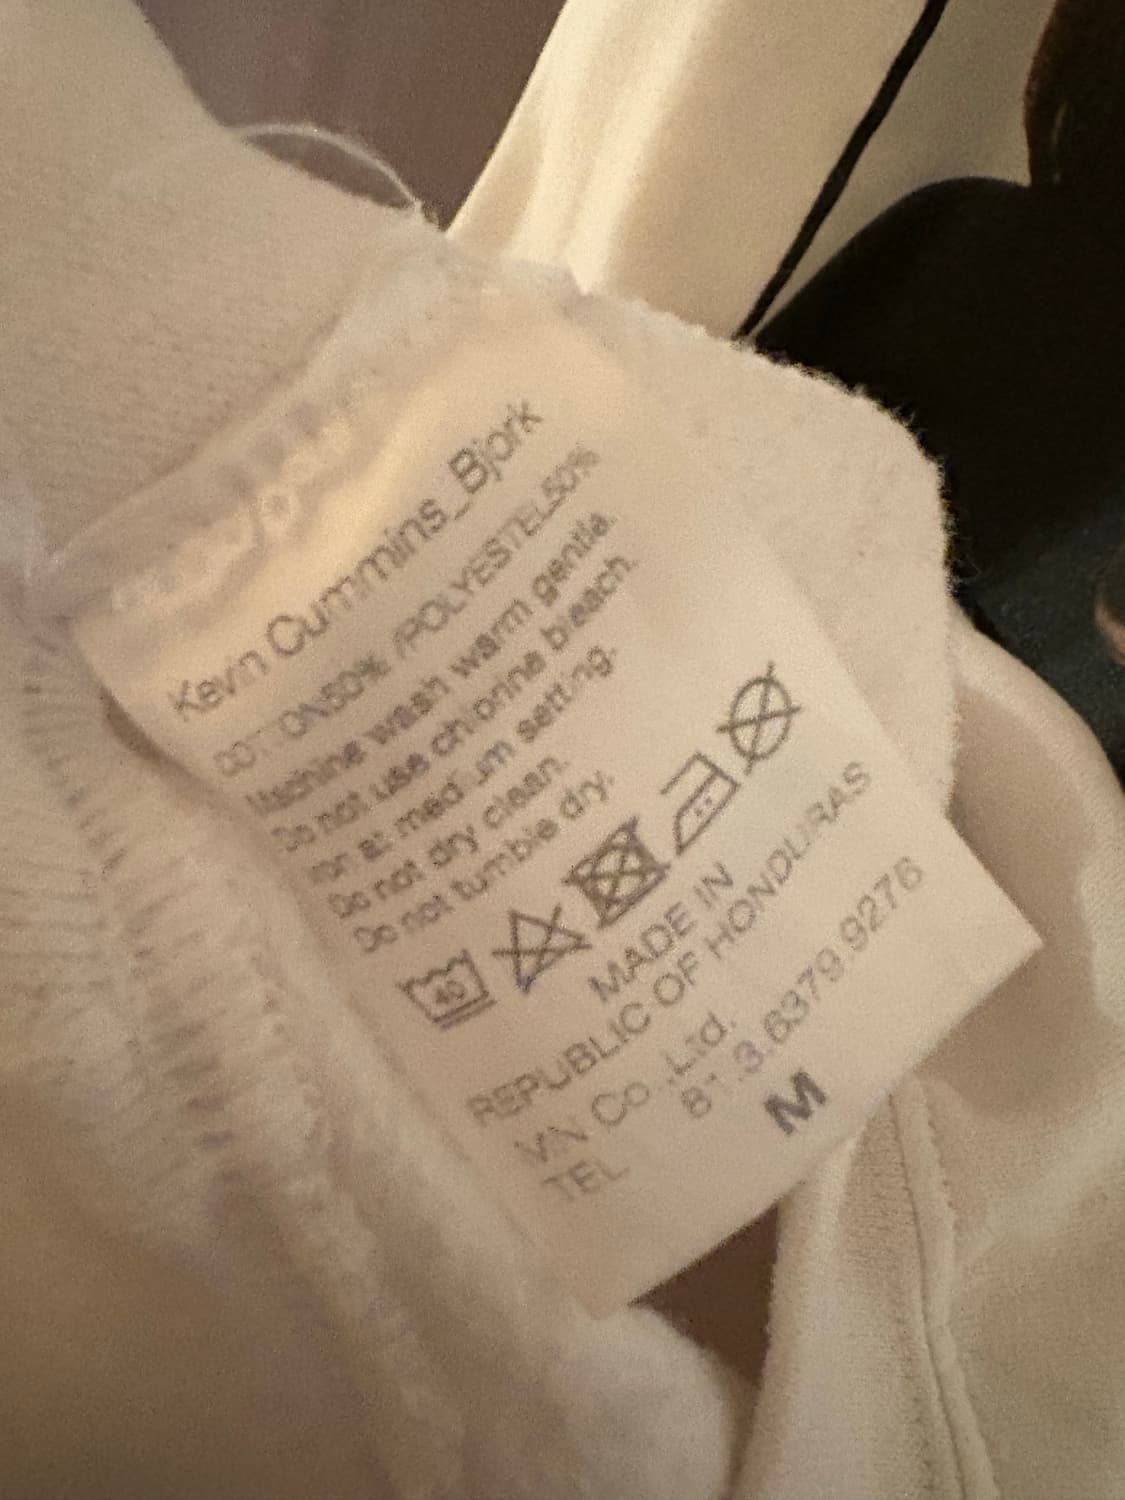 Kevin Cummins_Bjork
COTTON50% /POLYESTEL50%
Machine wash warm gentle.
Do not use chlorine bleach.
Iron at medium setting.
Do not dry clean.
Do not tumble dry.
40
MADE IN
REPUBLIC OF HONDURAS
VIN Co.,Ltd.
TEL 81.3.6379.9276
M